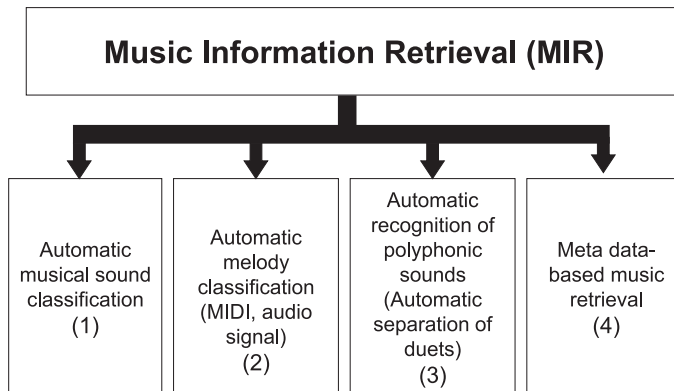 Music Information Retrieval (MIR)
Automatic
musical sound
classification
(1)
Automatic
melody
classification
(MIDI, audio
signal)
(2)
Automatic
recognition of
polyphonic
sounds
(Automatic
separation of
duets)
(3)
Meta data-
based music
retrieval
(4)